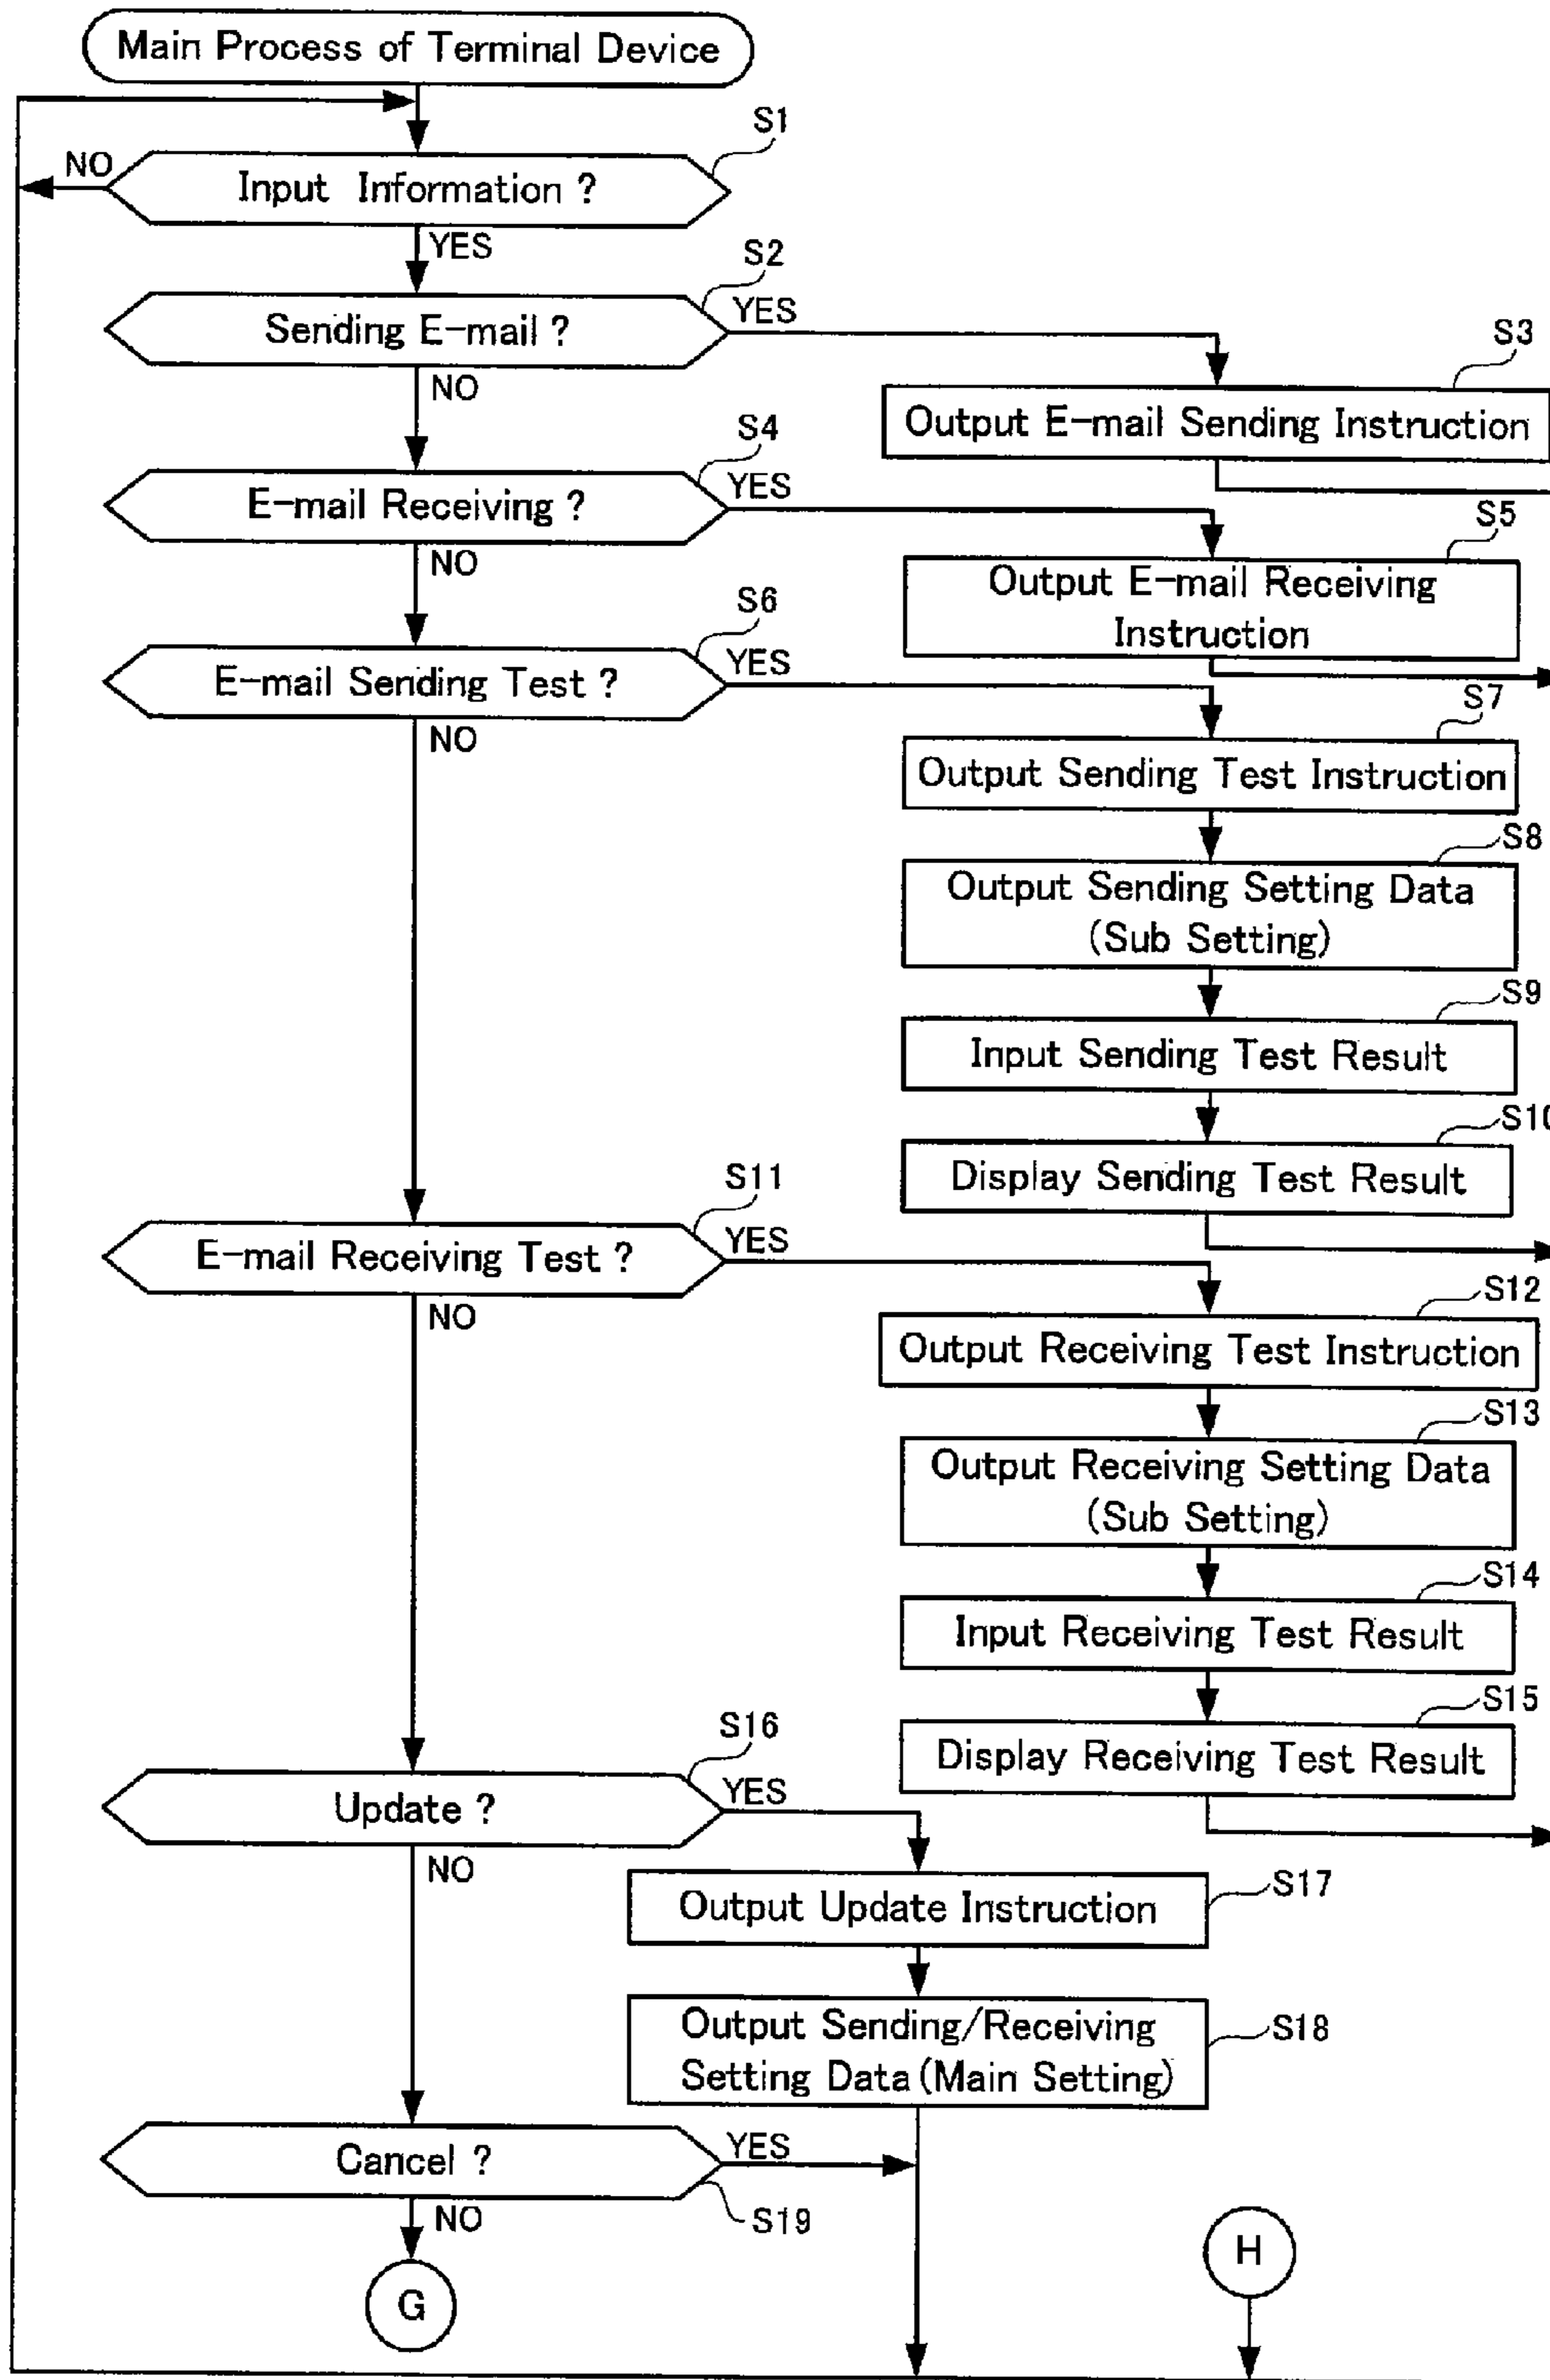 Main Process of Terminal Device
S1
NO
Input Information ?
YES
S2
Sending E-mail ?
YES
NO
S3
Output E-mail Sending Instruction
S4
E-mail Receiving ?
YES
NO
S5
Output E-mail Receiving
Instruction
S6
E-mail Sending Test ?
YES
NO
S7
Output Sending Test Instruction
S8
Output Sending Setting Data
(Sub Setting)
S9
Input Sending Test Result
S10
Display Sending Test Result
S11
E-mail Receiving Test ?
YES
NO
S12
Output Receiving Test Instruction
S13
Output Receiving Setting Data
(Sub Setting)
S14
Input Receiving Test Result
S15
Display Receiving Test Result
S16
Update ?
YES
NO
S17
Output Update Instruction
S18
Output Sending/Receiving
Setting Data (Main Setting)
Cancel ?
YES
S19
NO
G
H